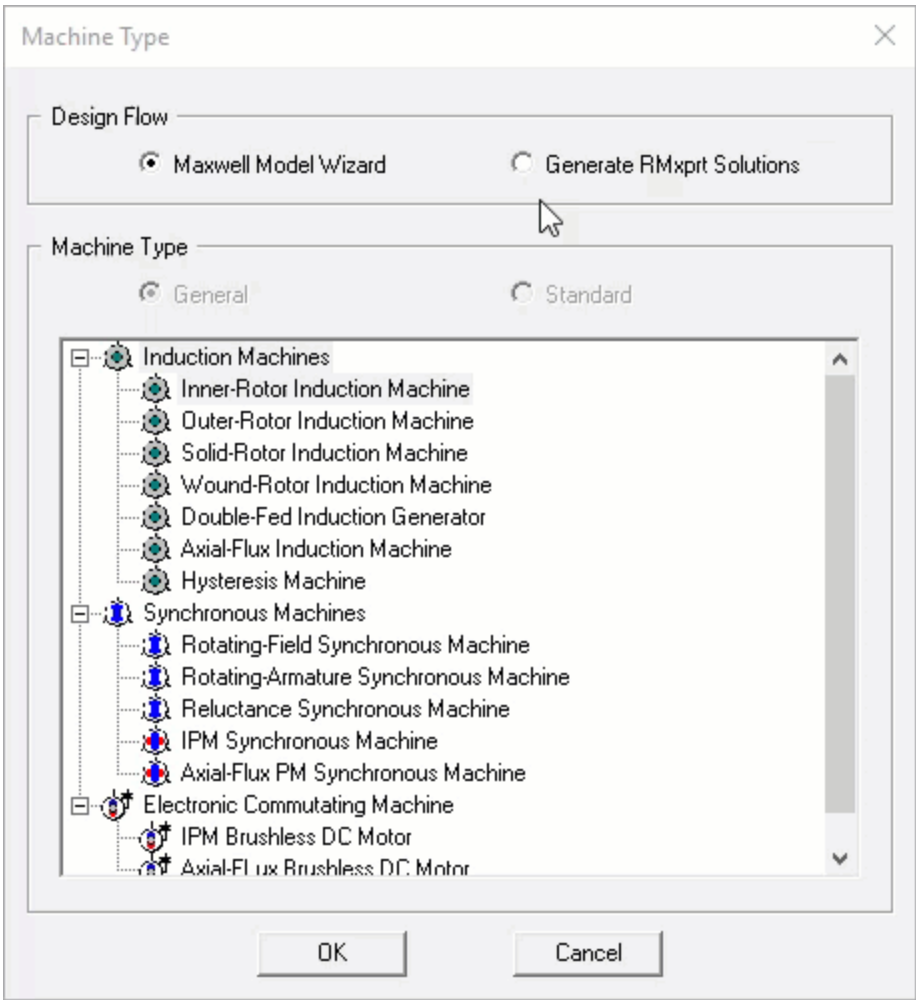 Machine Type
Design Flow
Maxwell Model Wizard Generate RMxprt Solutions
Machine Type
General Standard
Induction Machines
Inner-Rotor Induction Machine
Outer-Rotor Induction Machine
Solid-Rotor Induction Machine
Wound-Rotor Induction Machine
Double-Fed Induction Generator
Axial-Flux Induction Machine
Hysteresis Machine
Synchronous Machines
Rotating-Field Synchronous Machine
Rotating-Armature Synchronous Machine
Reluctance Synchronous Machine
IPM Synchronous Machine
Axial-Flux PM Synchronous Machine
Electronic Commutating Machine
IPM Brushless DC Motor
Axial-FLux Brushless DC Motor
OK Cancel